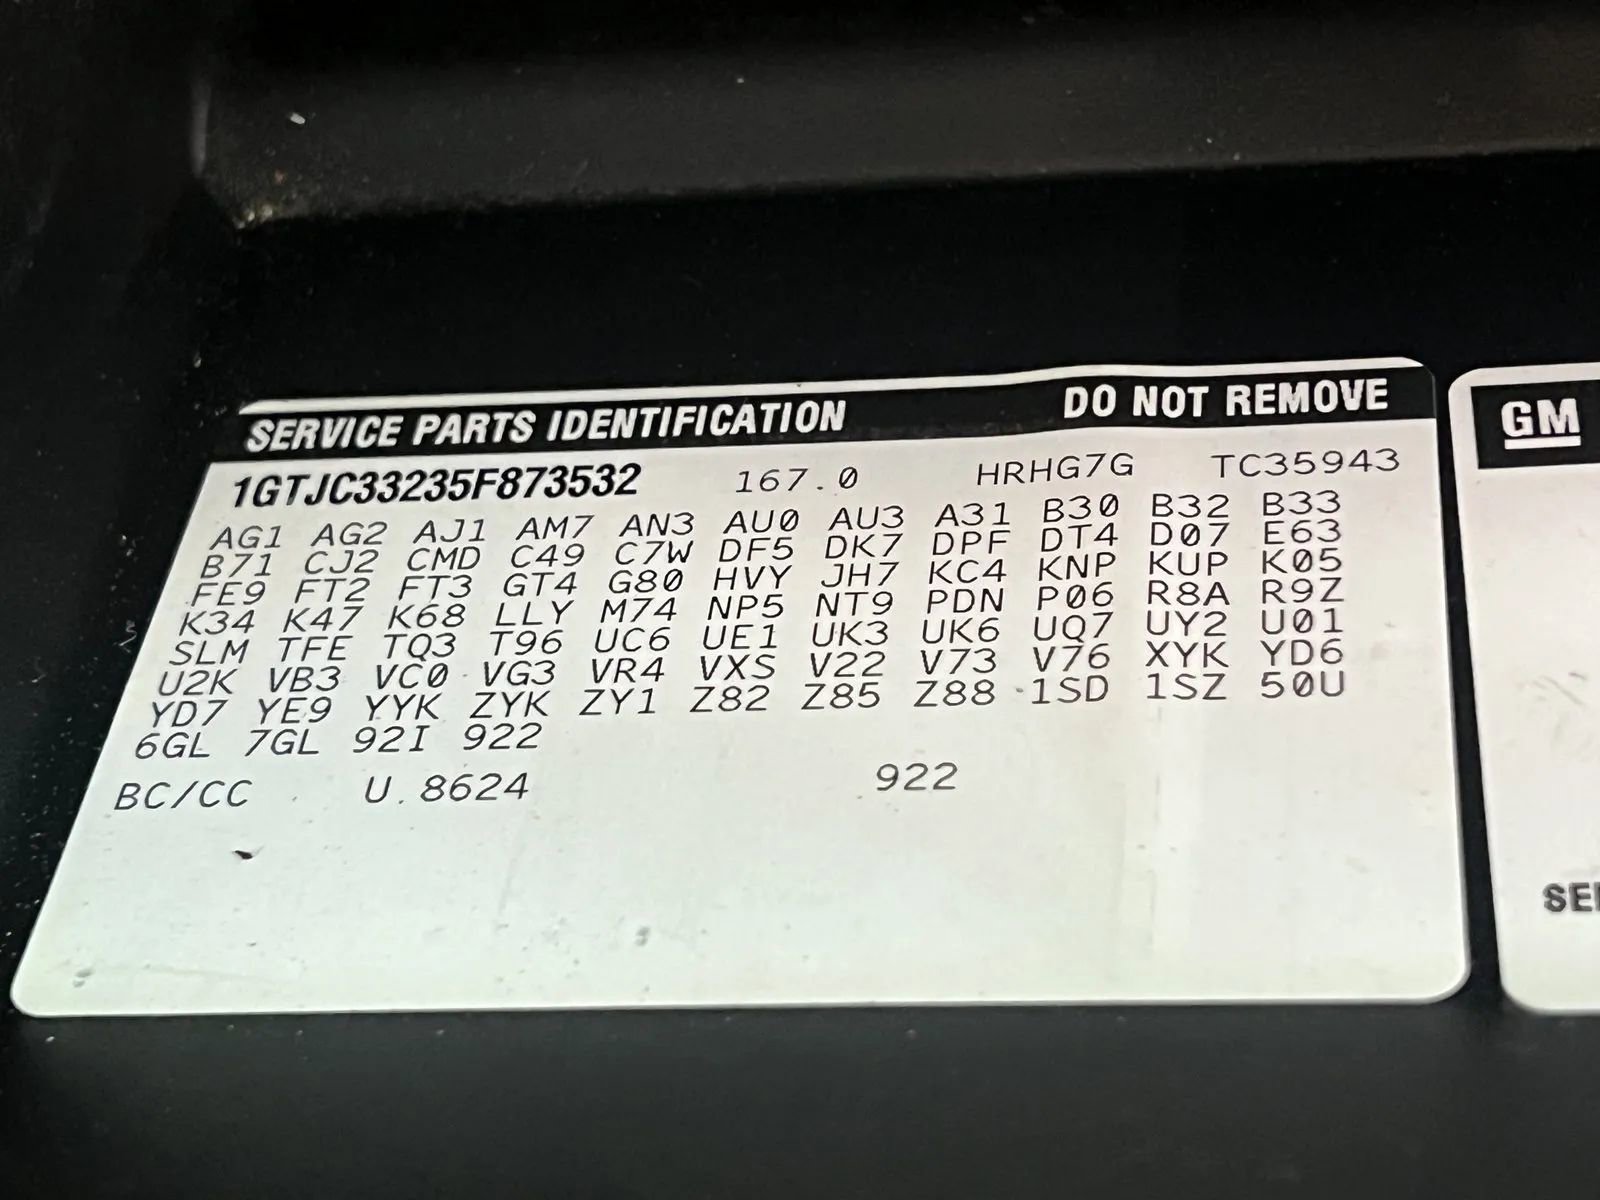 SERVICE PARTS IDENTIFICATION DO NOT REMOVE
1GTJC33235F873532 167.0 HRHG7G TC35943
AG1 AG2 AJ1 AM7 AN3 AU0 AU3 A31 B30 B32 B33
B71 CJ2 CMD C49 C7W DF5 DK7 DPF DT4 D07 E63
FE9 FT2 FT3 GT4 G80 HVY JH7 KC4 KNP KUP K05
K34 K47 K68 LLY M74 NP5 NT9 PDN P06 R8A R9Z
SLM TFE TQ3 T96 UC6 UE1 UK3 UK6 UQ7 UY2 U01
U2K VB3 VC0 VG3 VR4 VXS V22 V73 V76 XYK YD6
YD7 YE9 YYK ZYK ZY1 Z82 Z85 Z88 1SD 1SZ 50U
6GL 7GL 92I 922
BC/CC U.8624 922
GM